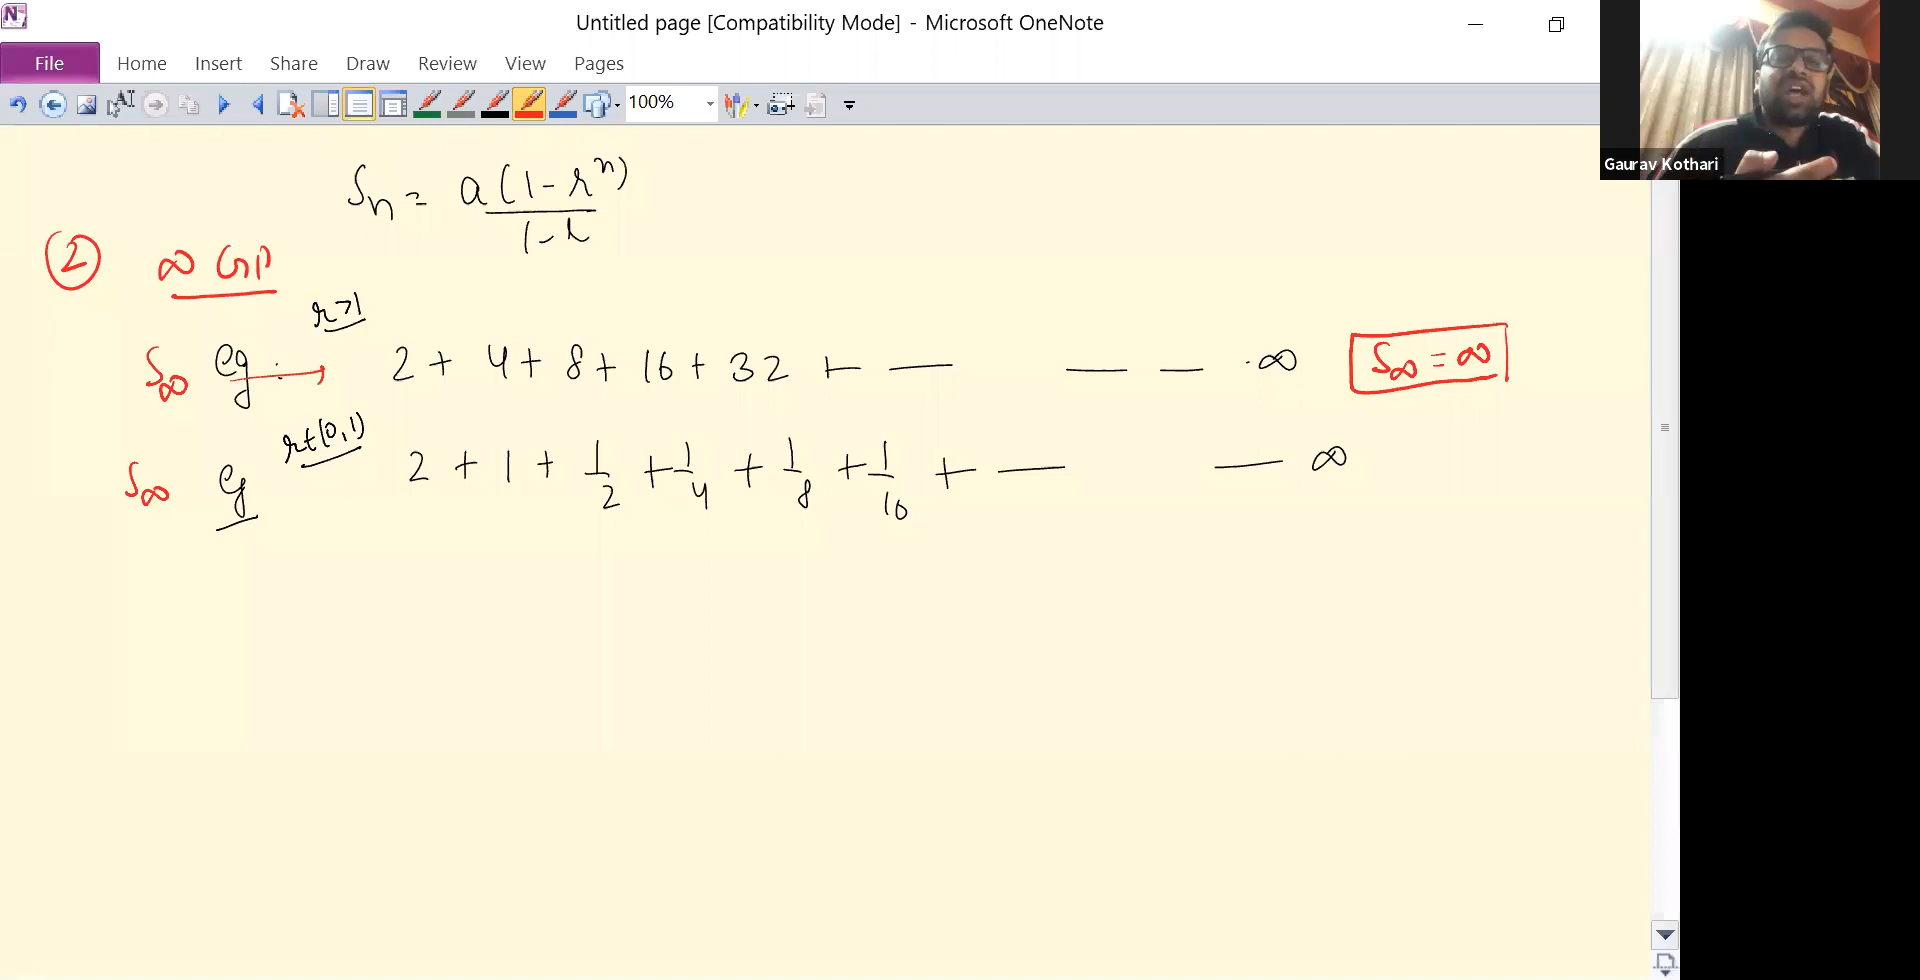 Untitled page [Compatibility Mode] - Microsoft OneNote
File Home Insert Share Draw Review View Pages
100%
Gaurav Kothari
Sn = a(1-r^n)
1-r
② ∞ GP
r>1
S∞ eg. → 2 + 4 + 8 + 16 + 32 + — — — ∞ S∞ = ∞
r∈(0,1)
S∞ eg 2 + 1 + 1/2 + 1/4 + 1/8 + 1/16 + — — ∞